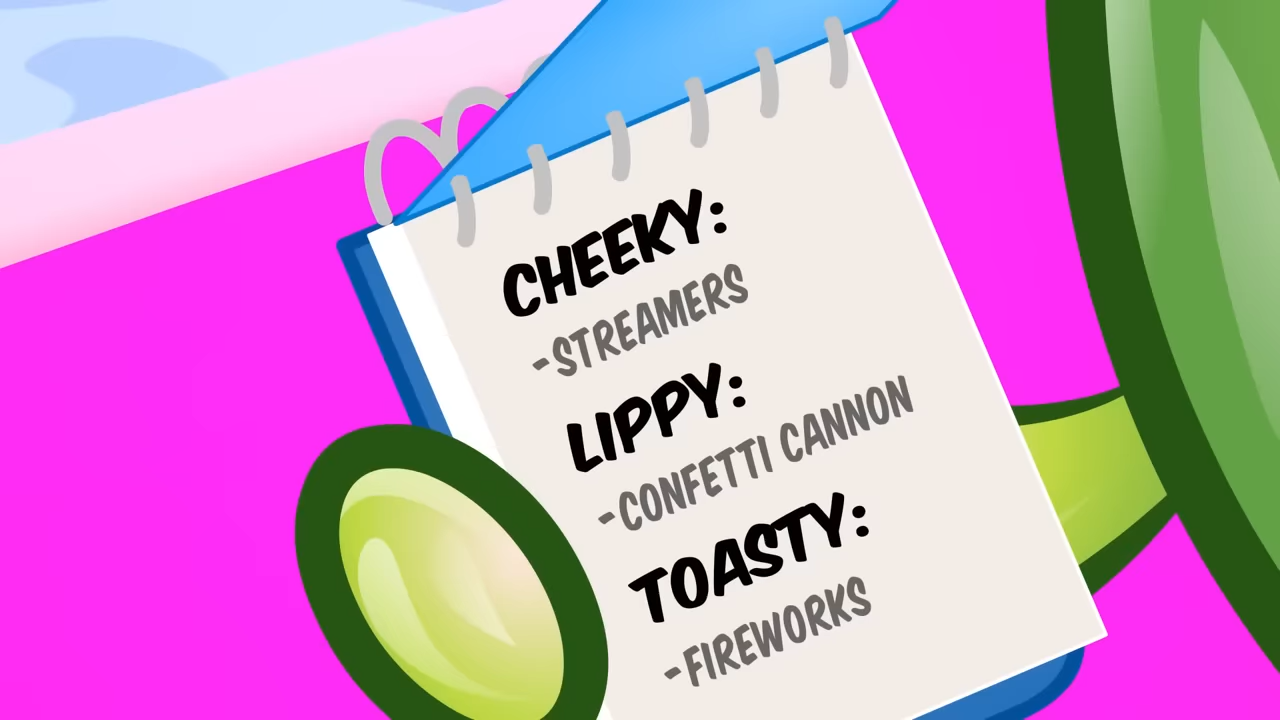 CHEEKY:
-STREAMERS
LIPPY:
-CONFETTI CANNON
TOASTY:
-FIREWORKS